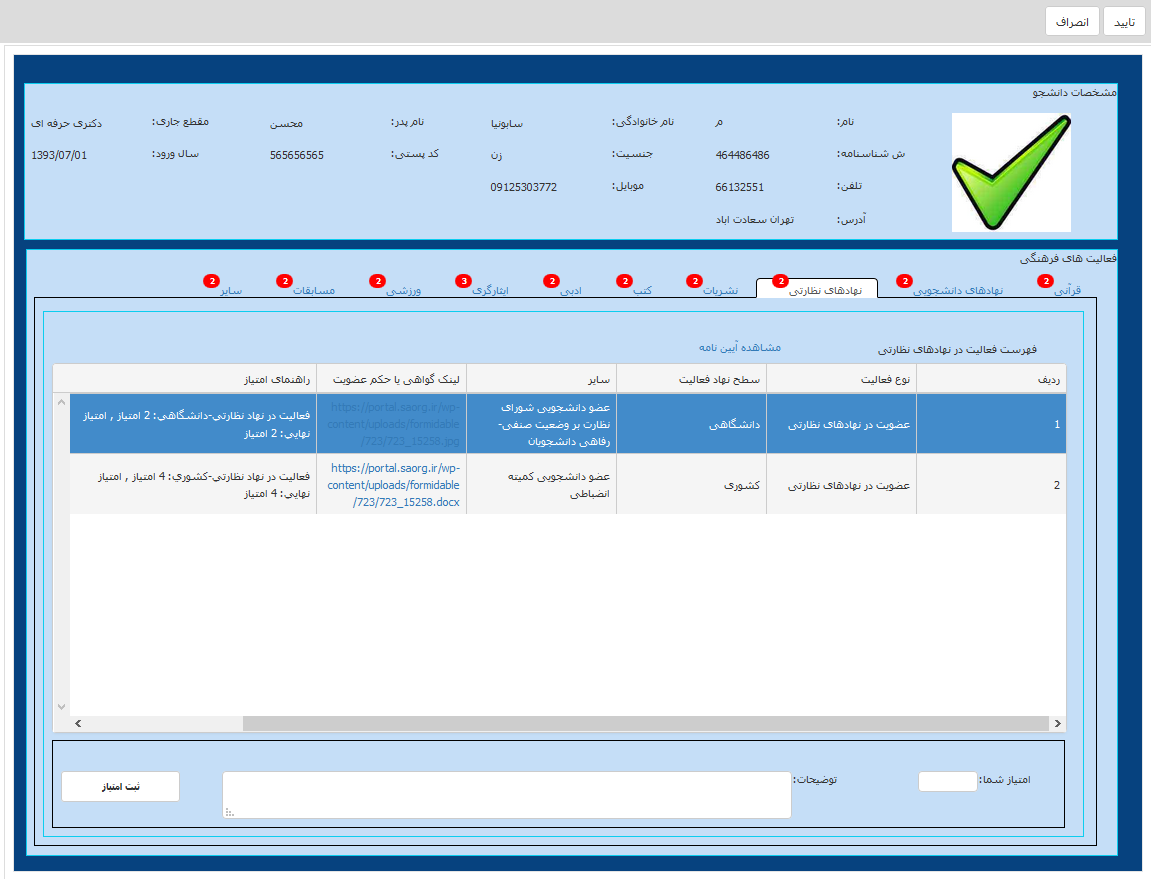 تایید
انصراف
مشخصات دانشجو
نام: م نام خانوادگی: سابونیا نام پدر: محسن مقطع جاری: دکتری حرفه ای
ش شناسنامه: 464486486 جنسیت: زن کد پستی: 565656565 سال ورود: 1393/07/01
تلفن: 66132551 موبایل: 09125303772
آدرس: تهران سعادت اباد
فعالیت های فرهنگی
قرآنی 2 نهادهای دانشجویی 2 نهادهای نظارتی 2 نشریات 2 کتب 2 ادبی 2 ایثارگری 3 ورزشی 2 مسابقات 2 سایر 2
فهرست فعالیت در نهادهای نظارتی مشاهده آیین نامه
ردیف نوع فعالیت سطح نهاد فعالیت سایر لینک گواهی یا حکم عضویت راهنمای امتیاز
1 عضویت در نهادهای نظارتی دانشگاهی
عضو دانشجویی شورای
نظارت بر وضعیت صنفی-
رفاهی دانشجویان
https://portal.saorg.ir/wp-
content/uploads/formidable
/723/723_15258.jpg
فعالیت در نهاد نظارتي-دانشگاهي: 2 امتیاز , امتیاز
نهایي: 2 امتیاز
2 عضویت در نهادهای نظارتی کشوری
عضو دانشجویی کمیته
انضباطی
https://portal.saorg.ir/wp-
content/uploads/formidable
/723/723_15258.docx
فعالیت در نهاد نظارتي-کشوري: 4 امتیاز , امتیاز
نهایي: 4 امتیاز
امتیاز شما: توضیحات: ثبت امتیاز